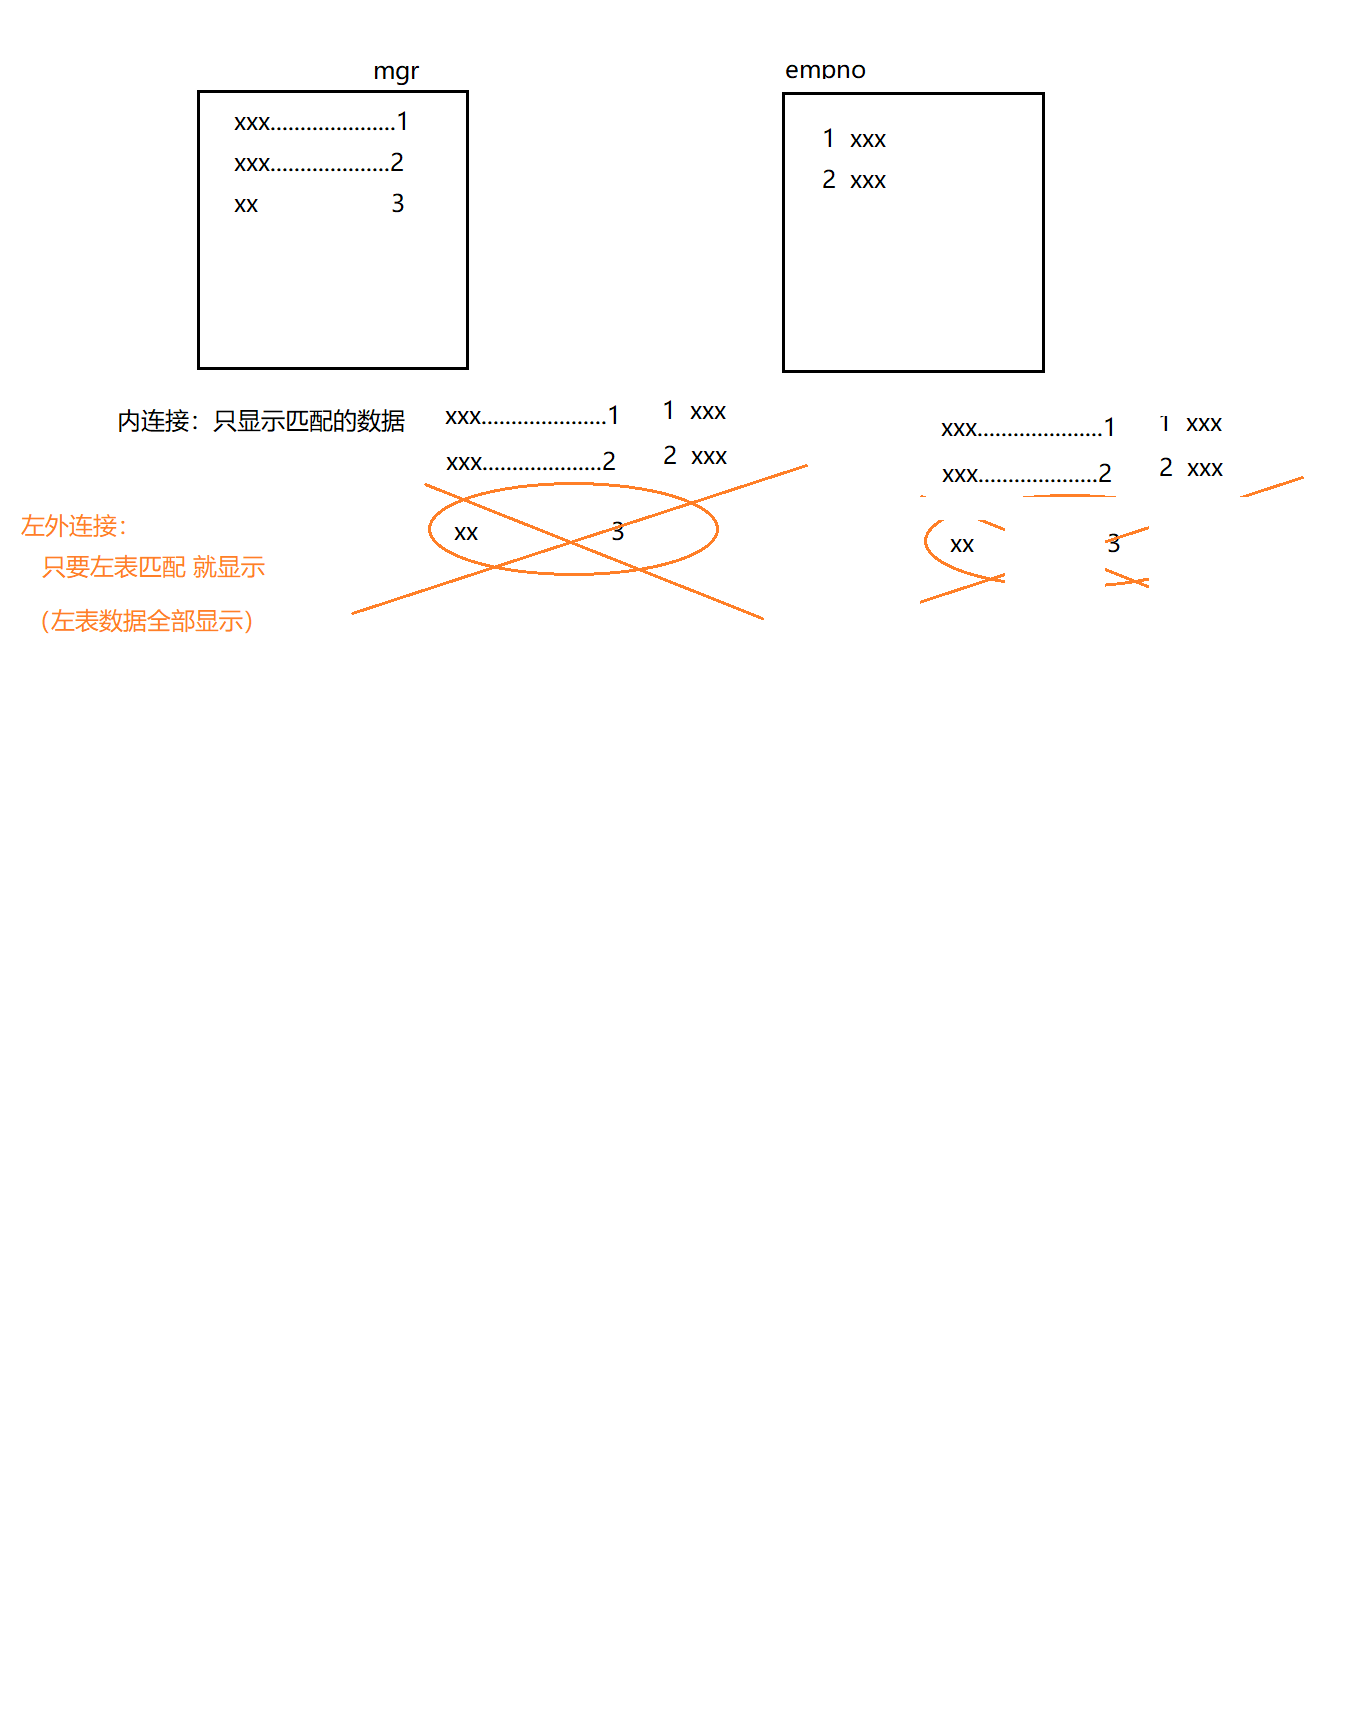 mgr
empno
xxx.....................1
xxx....................2
xx 3
1 xxx
2 xxx
内连接：只显示匹配的数据
xxx.....................1 1 xxx
xxx....................2 2 xxx
xx 3
xxx.....................1 1 xxx
xxx....................2 2 xxx
xx 3
左外连接：
只要左表匹配 就显示
（左表数据全部显示）